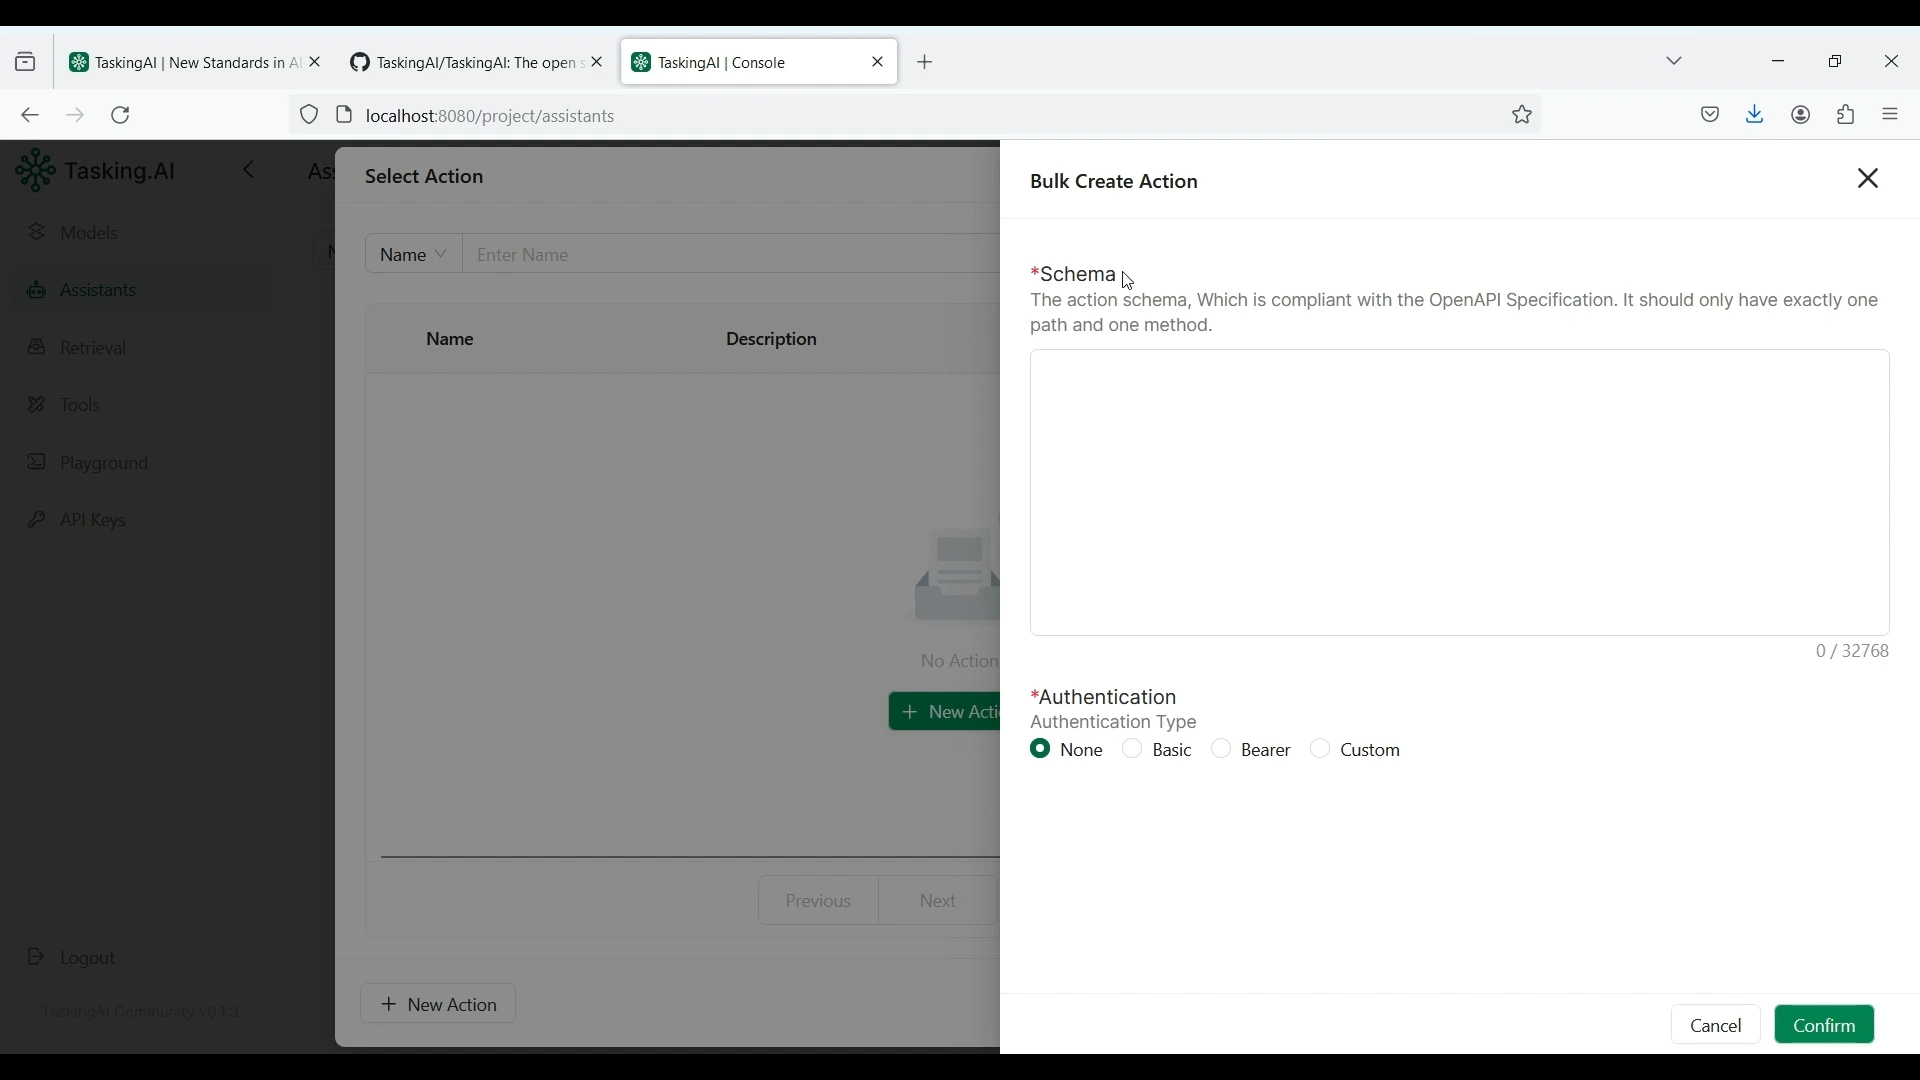 TaskingAI | New Standards in AI
TaskingAI/TaskingAI: The open s
TaskingAI | Console
localhost:8080/project/assistants
Tasking.AI
Models
Assistants
Retrieval
Tools
Playground
API Keys
Logout
TaskingAI Community v0.1.3
Ass
N
Select Action
Name
Enter Name
Name
Description
No Action
+ New Acti
Previous
Next
+ New Action
Bulk Create Action
*Schema
The action schema, Which is compliant with the OpenAPI Specification. It should only have exactly one
path and one method.
0 / 32768
*Authentication
Authentication Type
None Basic Bearer Custom
Cancel
Confirm